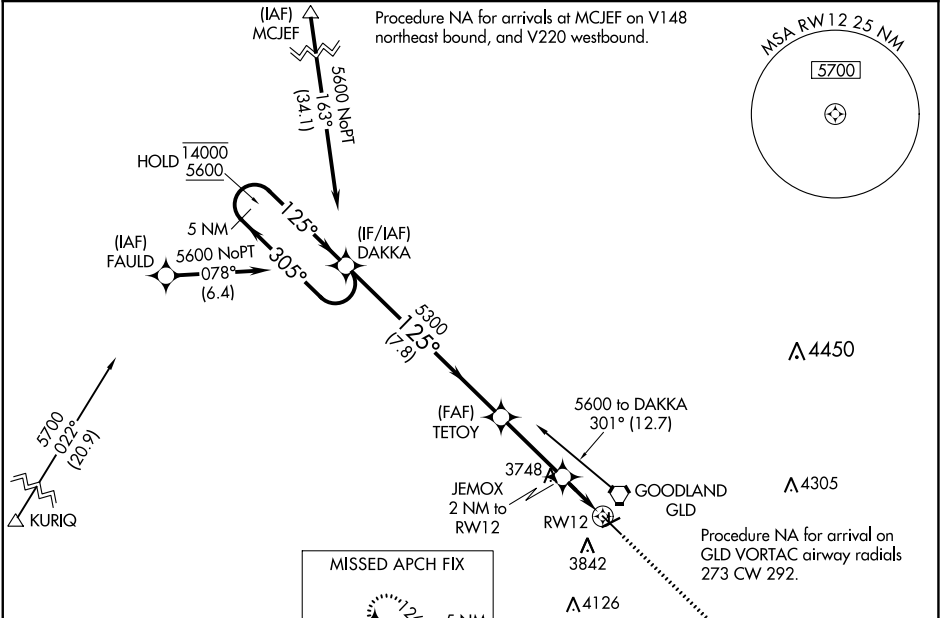 (IAF)
MCJEF
Procedure NA for arrivals at MCJEF on V148
northeast bound, and V220 westbound.
MSA RW12 25 NM
5700
5600 NoPT
163°
(34.1)
HOLD
14000
5600
5 NM
125°
305°
(IF/IAF)
DAKKA
(IAF)
FAULD
5600 NoPT
078°
(6.4)
5300
125°
(7.8)
4450
5700
022°
(20.9)
KURIQ
(FAF)
TETOY
5600 to DAKKA
301° (12.7)
3748
JEMOX
2 NM to
RW12
RW12
GOODLAND
GLD
4305
3842
Procedure NA for arrival on
GLD VORTAC airway radials
273 CW 292.
MISSED APCH FIX
5 NM
4126